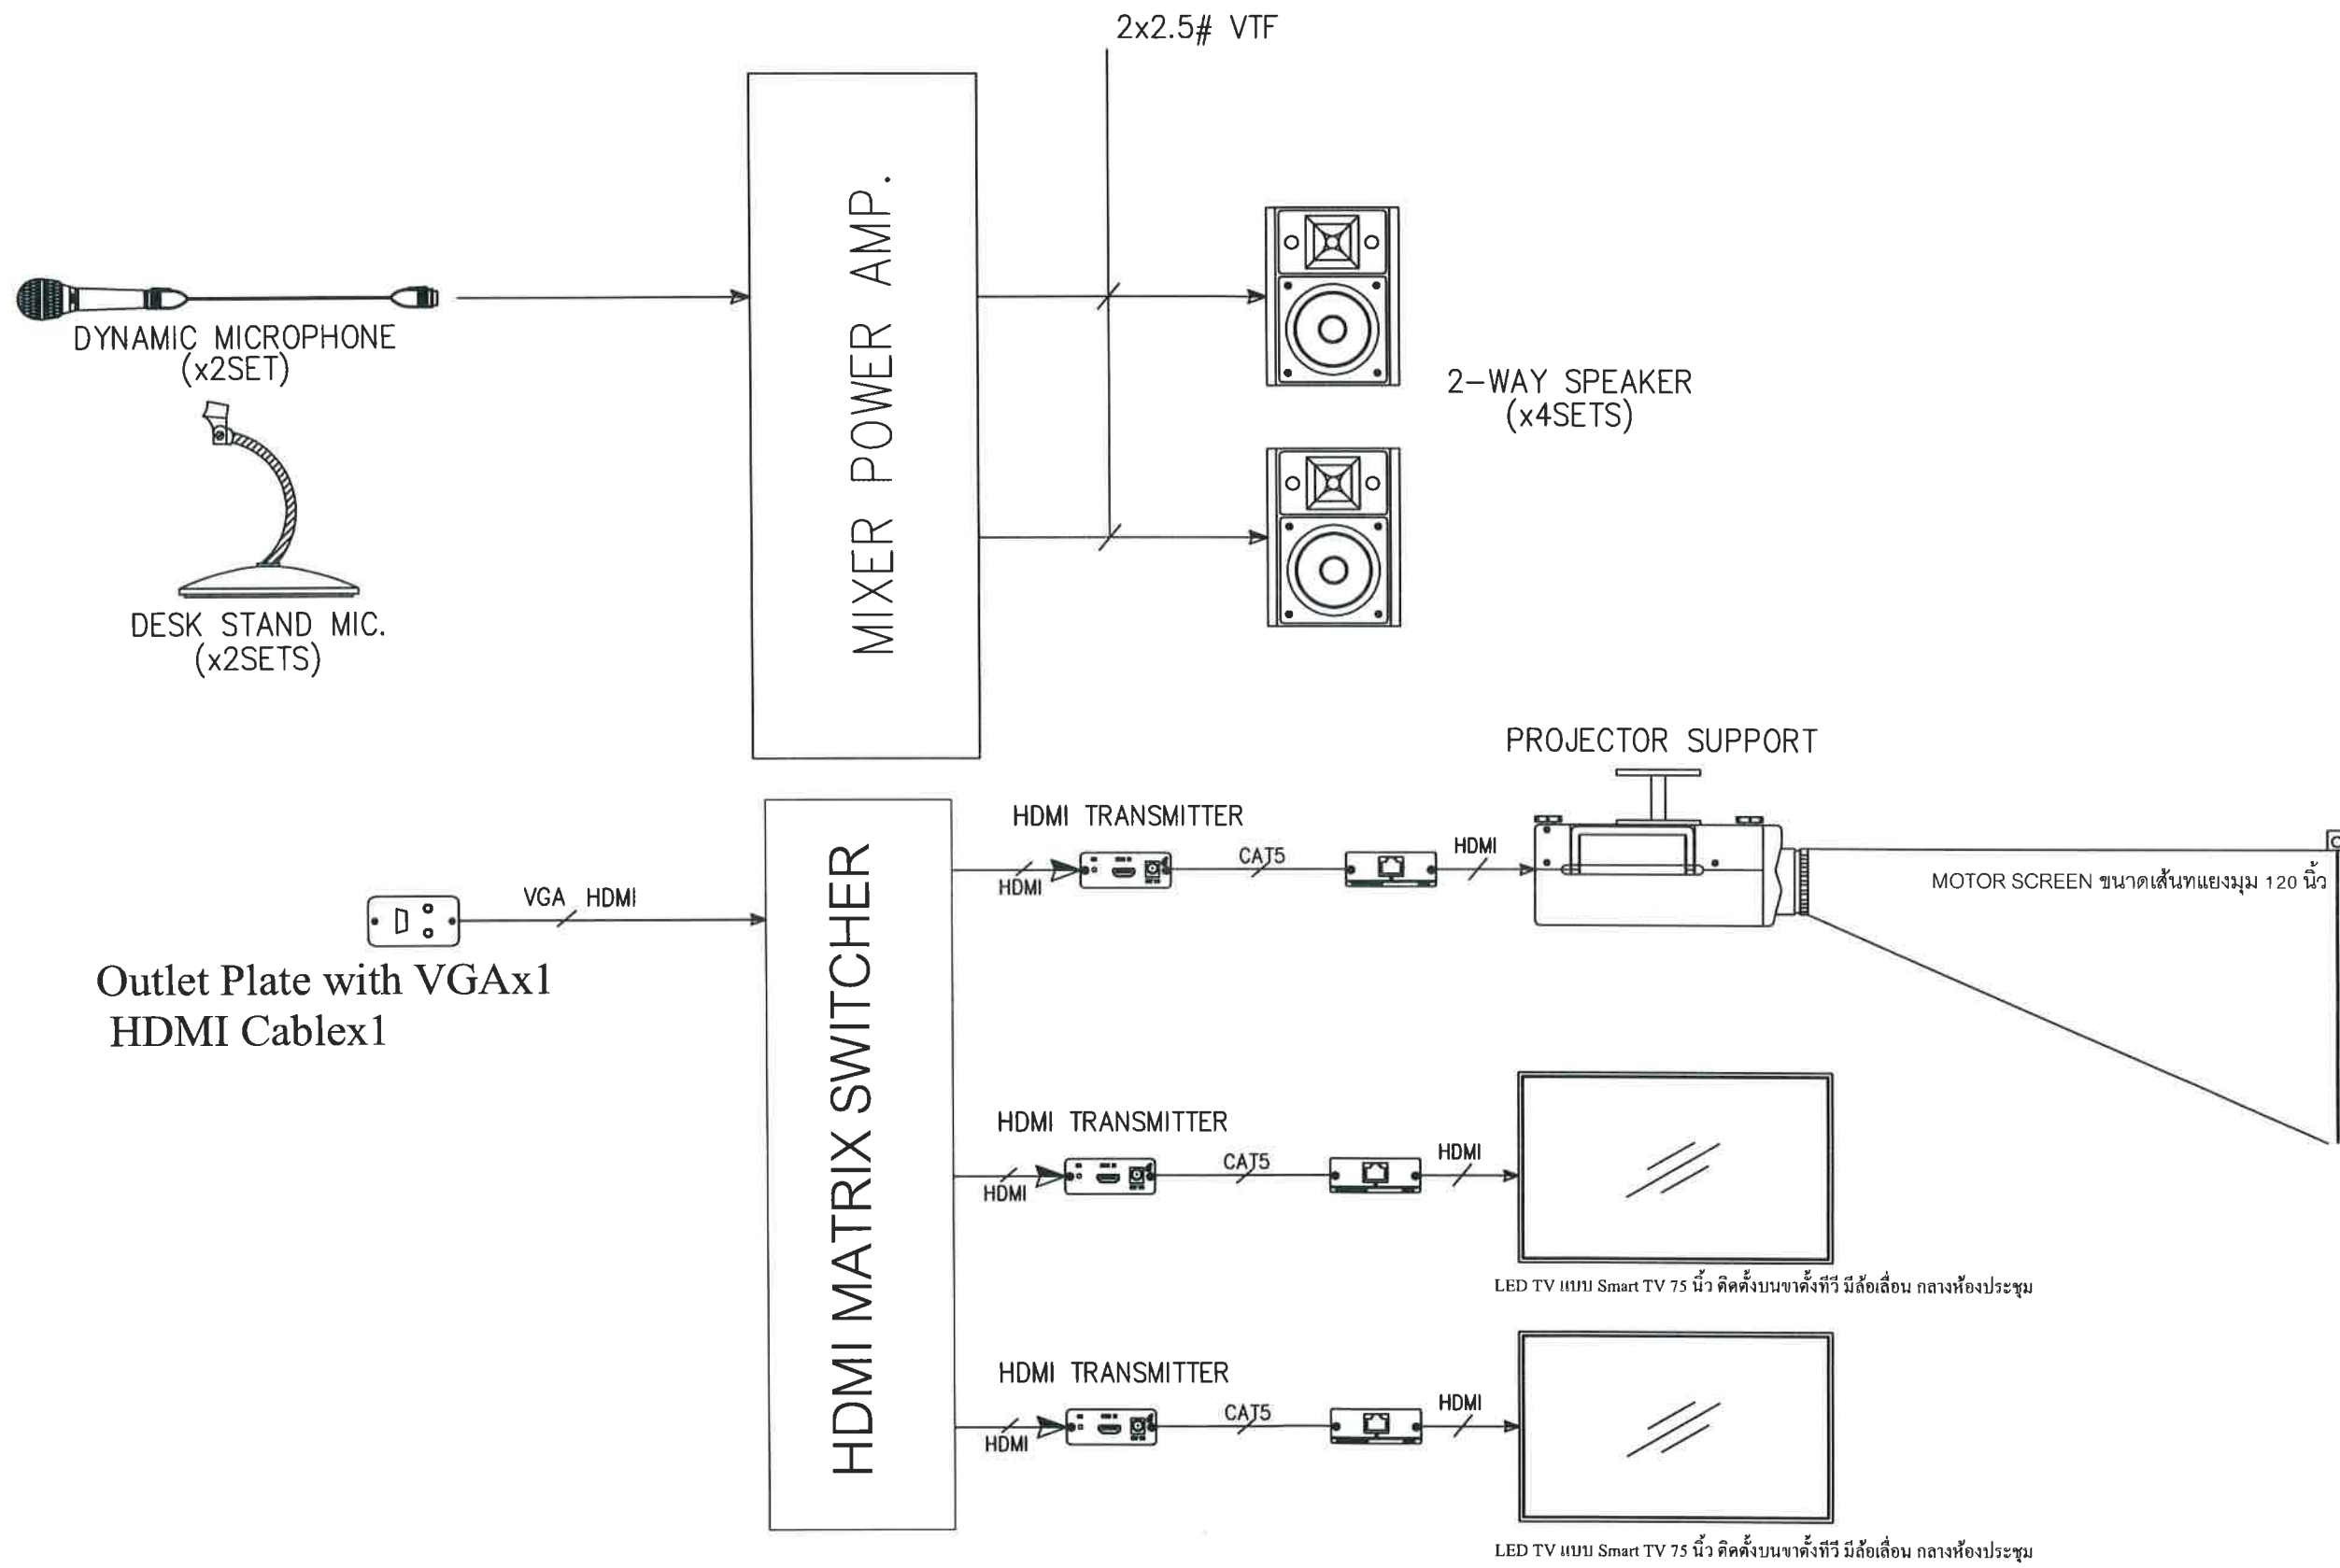 2x2.5# VTF
MIXER POWER AMP.
DYNAMIC MICROPHONE
(x2SET)
2-WAY SPEAKER
(x4SETS)
DESK STAND MIC.
(x2SETS)
PROJECTOR SUPPORT
HDMI MATRIX SWITCHER
HDMI TRANSMITTER
HDMI
CAT5
HDMI
MOTOR SCREEN ขนาดเส้นทแยงมุม 120 นิ้ว
VGA HDMI
Outlet Plate with VGAx1
HDMI Cablex1
HDMI TRANSMITTER
HDMI
CAT5
HDMI
LED TV แบบ Smart TV 75 นิ้ว ติดตั้งบนขาตั้งทีวี มีล้อเลื่อน กลางห้องประชุม
HDMI TRANSMITTER
HDMI
CAT5
HDMI
LED TV แบบ Smart TV 75 นิ้ว ติดตั้งบนขาตั้งทีวี มีล้อเลื่อน กลางห้องประชุม